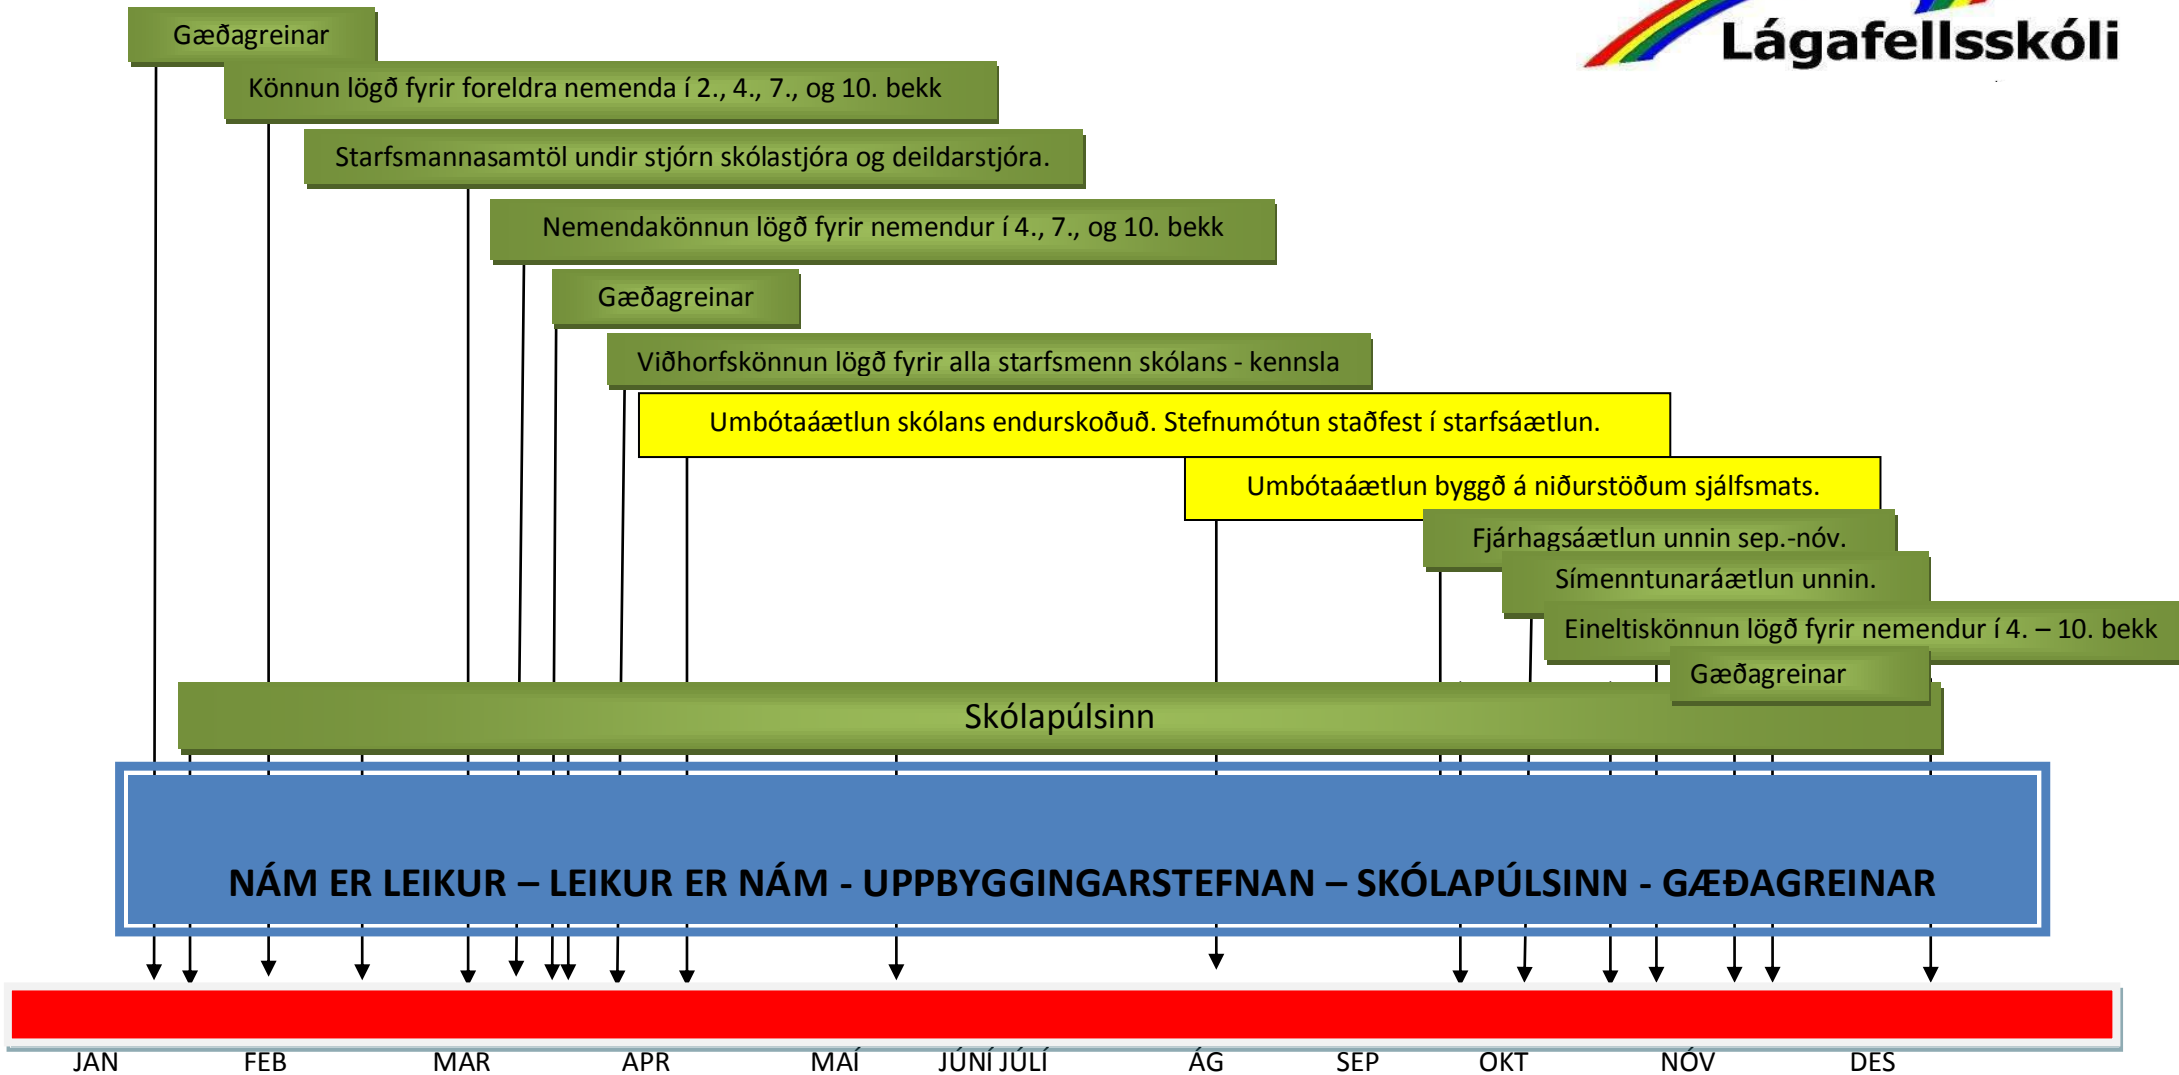 Lágafellsskóli
Gæðagreinar
Könnun lögð fyrir foreldra nemenda í 2., 4., 7., og 10. bekk
Starfsmannasamtöl undir stjórn skólastjóra og deildarstjóra.
Nemendakönnun lögð fyrir nemendur í 4., 7., og 10. bekk
Gæðagreinar
Viðhorfskönnun lögð fyrir alla starfsmenn skólans - kennsla
Umbótaáætlun skólans endurskoðuð. Stefnumótun staðfest í starfsáætlun.
Umbótaáætlun byggð á niðurstöðum sjálfsmats.
Fjárhagsáætlun unnin sep.-nóv.
Símenntunaráætlun unnin.
Eineltiskönnun lögð fyrir nemendur í 4. – 10. bekk
Gæðagreinar
Skólapúlsinn
NÁM ER LEIKUR – LEIKUR ER NÁM - UPPBYGGINGARSTEFNAN – SKÓLAPÚLSINN - GÆÐAGREINAR
JAN FEB MAR APR MAÍ JÚNÍ JÚLÍ ÁG SEP OKT NÓV DES